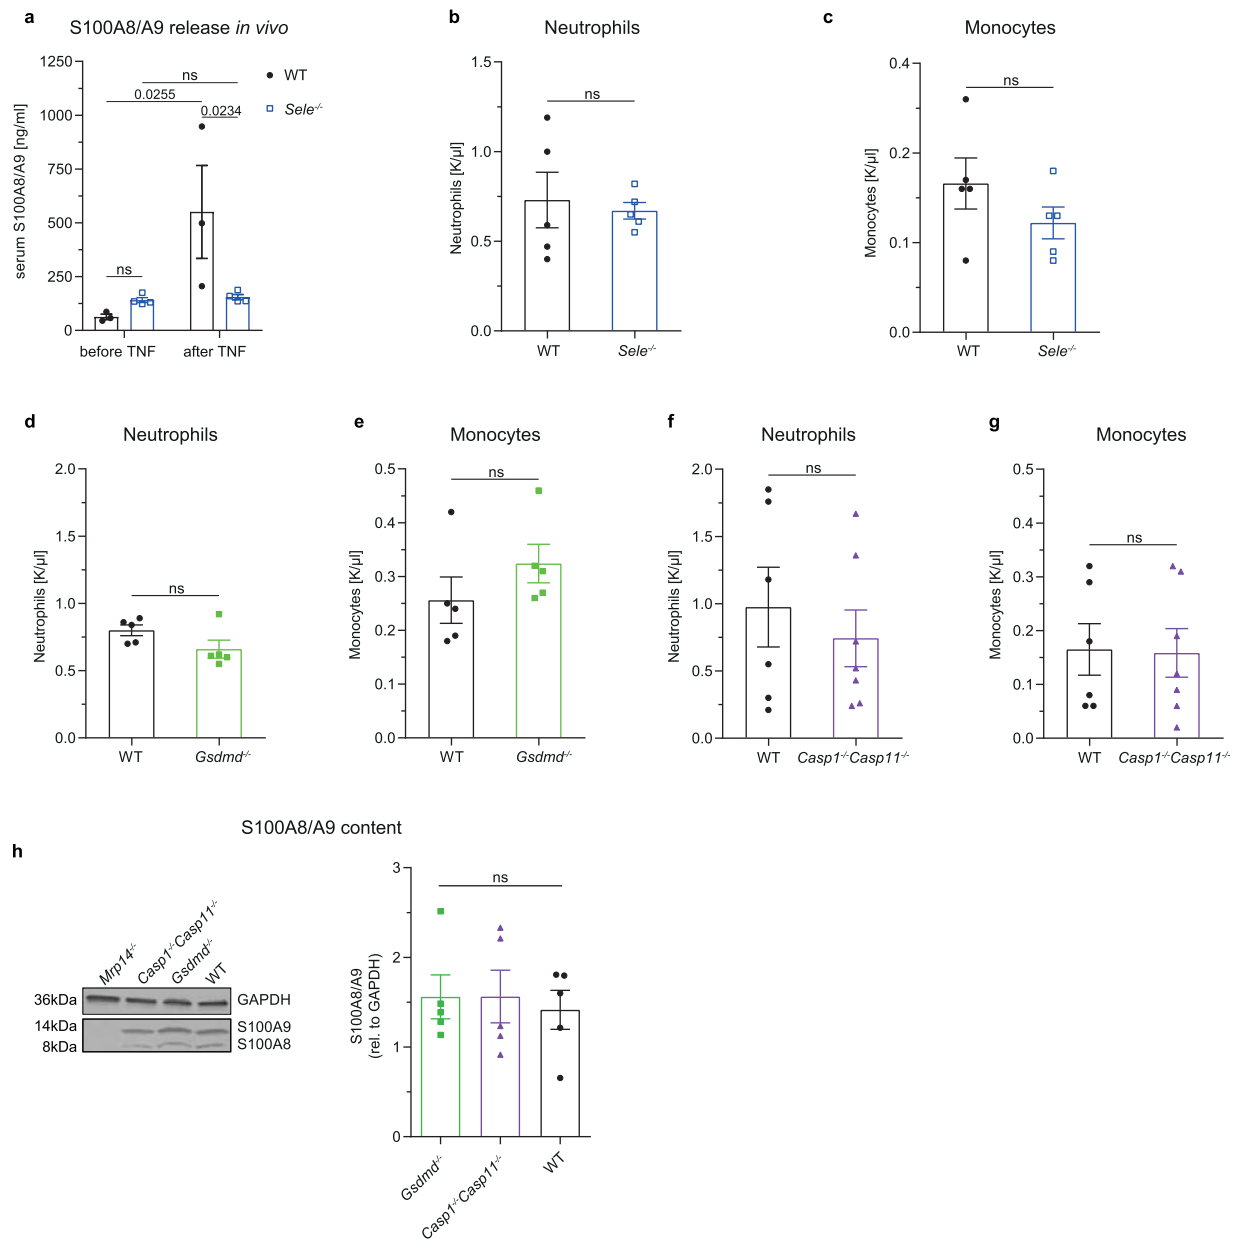 a
S100A8/A9 release in vivo
1250
1000
750
500
250
0
serum S100A8/A9 [ng/ml]
ns
0.0255
0.0234
ns
WT
Sele-/-
before TNF
after TNF
b
Neutrophils
1.5
1.0
0.5
0.0
Neutrophils [K/µl]
ns
WT
Sele-/-
c
Monocytes
0.4
0.2
0.1
0.0
Monocytes [K/µl]
ns
WT
Sele-/-
d
Neutrophils
2.0
1.5
1.0
0.5
0.0
Neutrophils [K/µl]
ns
WT
Gsdmd-/-
e
Monocytes
0.5
0.4
0.3
0.2
0.1
0.0
Monocytes [K/µl]
ns
WT
Gsdmd-/-
f
Neutrophils
2.0
1.5
1.0
0.5
0.0
Neutrophils [K/µl]
ns
WT
Casp1-/-Casp11-/-
g
Monocytes
0.5
0.4
0.3
0.2
0.1
0.0
Monocytes [K/µl]
ns
WT
Casp1-/-Casp11-/-
S100A8/A9 content
h
Mrp14-/-
Casp1-/-Casp11-/-
Gsdmd-/-
WT
36kDa
GAPDH
14kDa
S100A9
8kDa
S100A8
3
2
1
0
S100A8/A9
(rel. to GAPDH)
ns
Gsdmd-/-
Casp1-/-Casp11-/-
WT